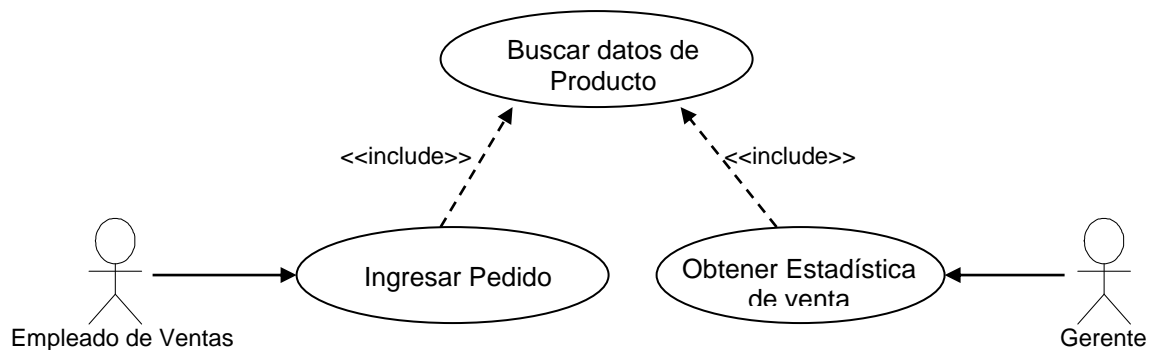 Buscar datos de
Producto
<<include>>
<<include>>
Ingresar Pedido
Obtener Estadística
de venta
Empleado de Ventas
Gerente